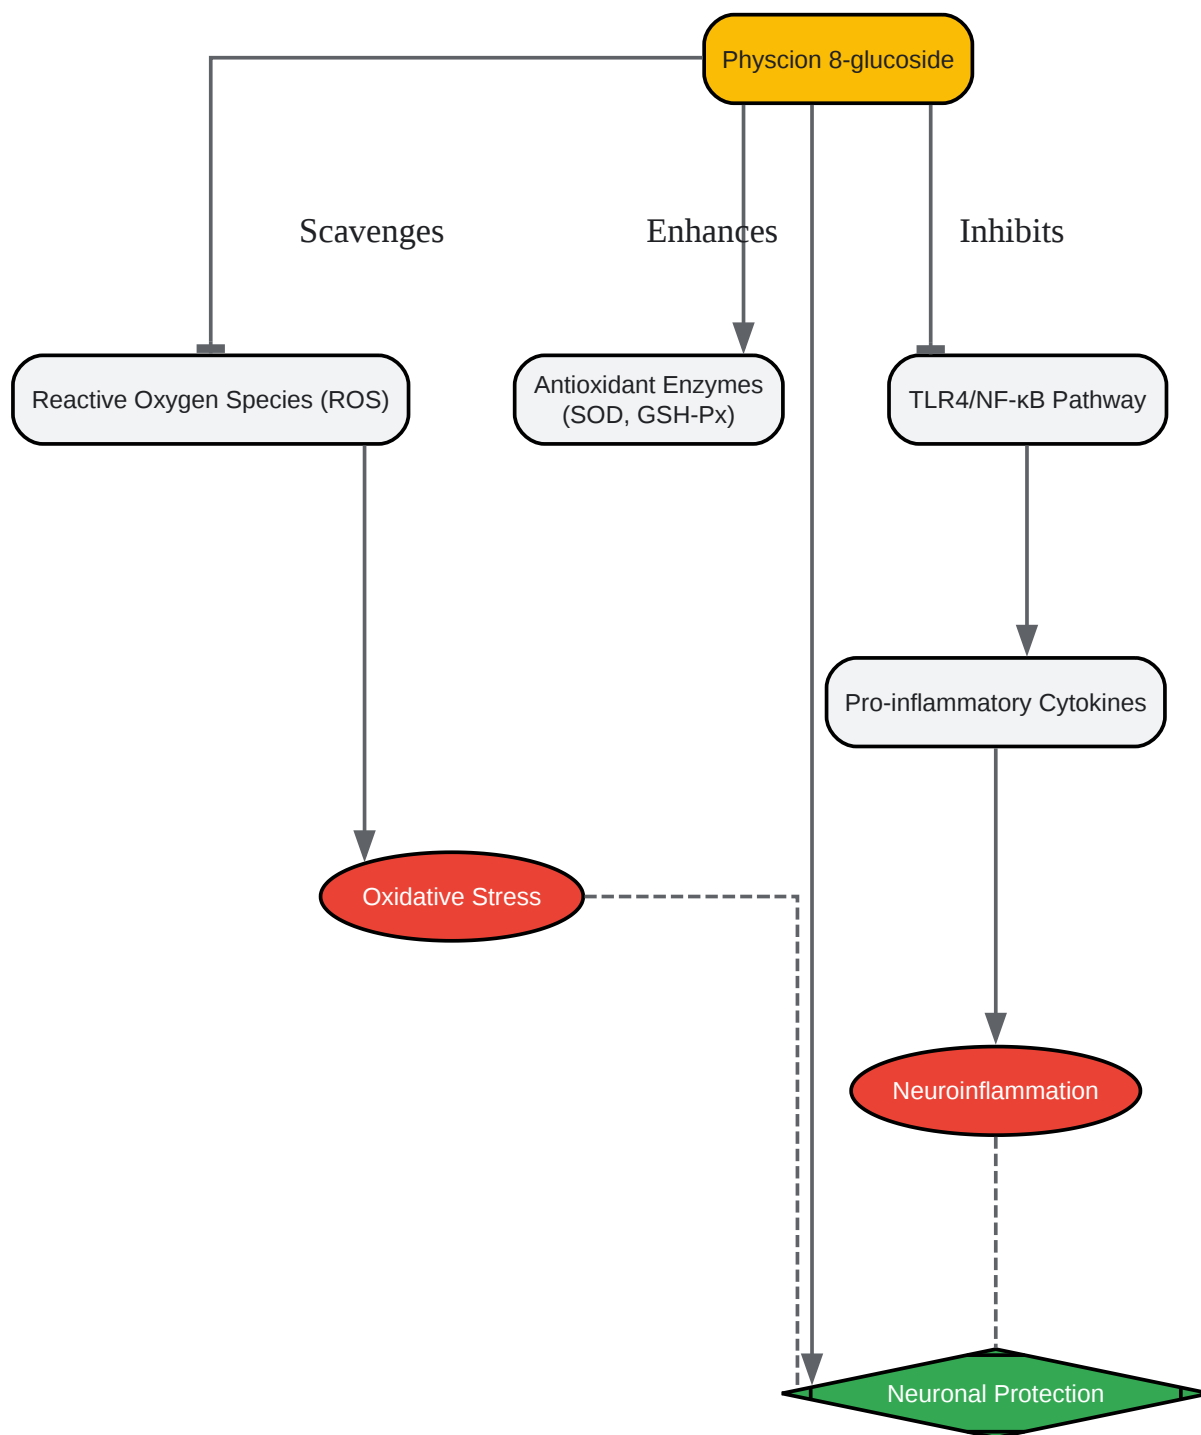 Physcion 8-glucoside
Scavenges
Enhances
Inhibits
Reactive Oxygen Species (ROS)
Antioxidant Enzymes
(SOD, GSH-Px)
TLR4/NF-κB Pathway
Pro-inflammatory Cytokines
Oxidative Stress
Neuroinflammation
Neuronal Protection